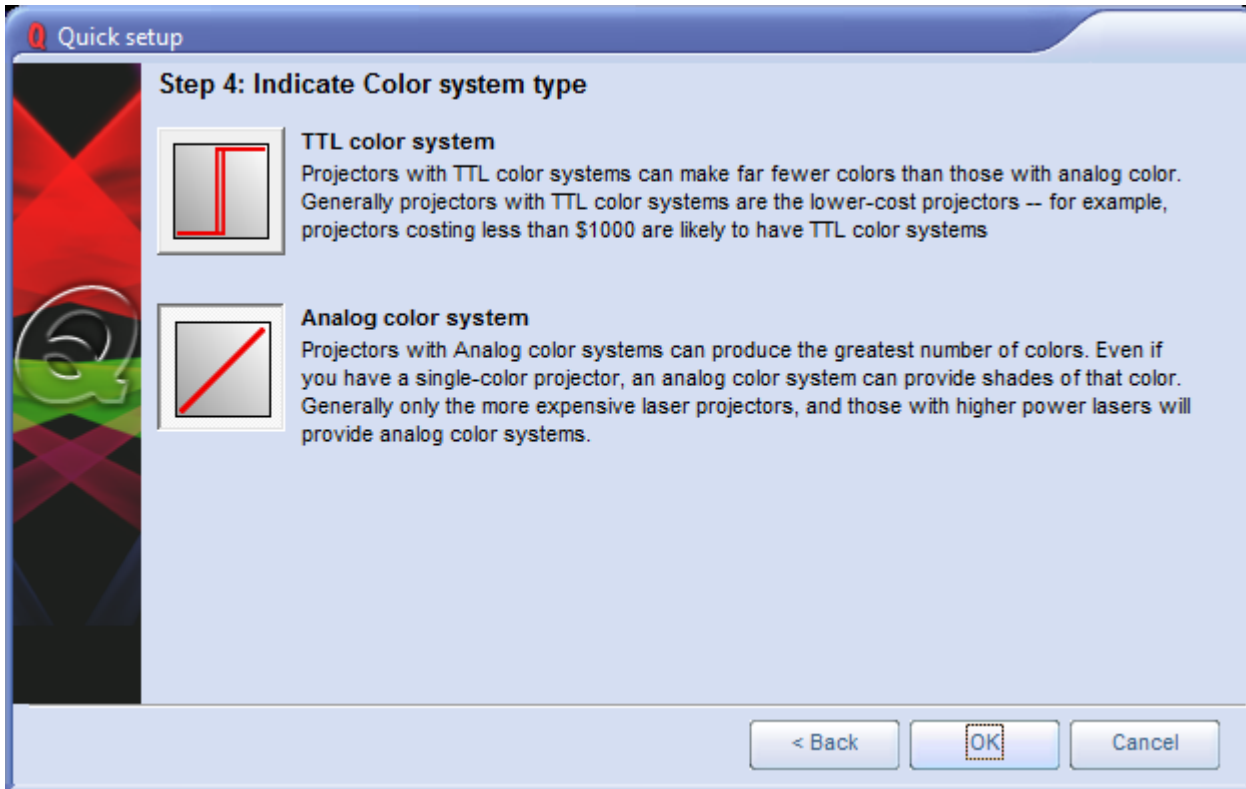 Quick setup
Step 4: Indicate Color system type
TTL color system
Projectors with TTL color systems can make far fewer colors than those with analog color.
Generally projectors with TTL color systems are the lower-cost projectors -- for example,
projectors costing less than $1000 are likely to have TTL color systems
Analog color system
Projectors with Analog color systems can produce the greatest number of colors. Even if
you have a single-color projector, an analog color system can provide shades of that color.
Generally only the more expensive laser projectors, and those with higher power lasers will
provide analog color systems.
< Back
OK
Cancel